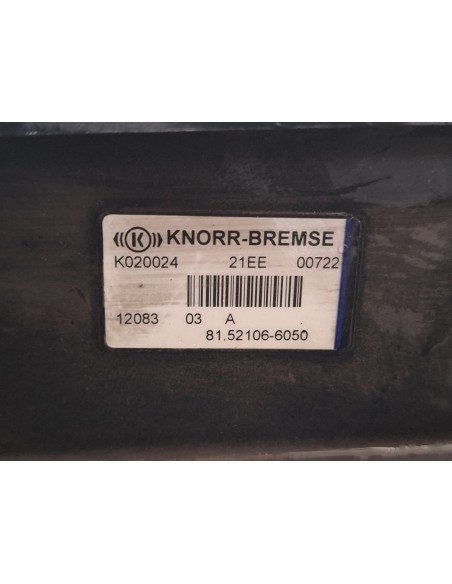 K KNORR-BREMSE
K020024 21EE 00722
12083 03 A
81.52106-6050